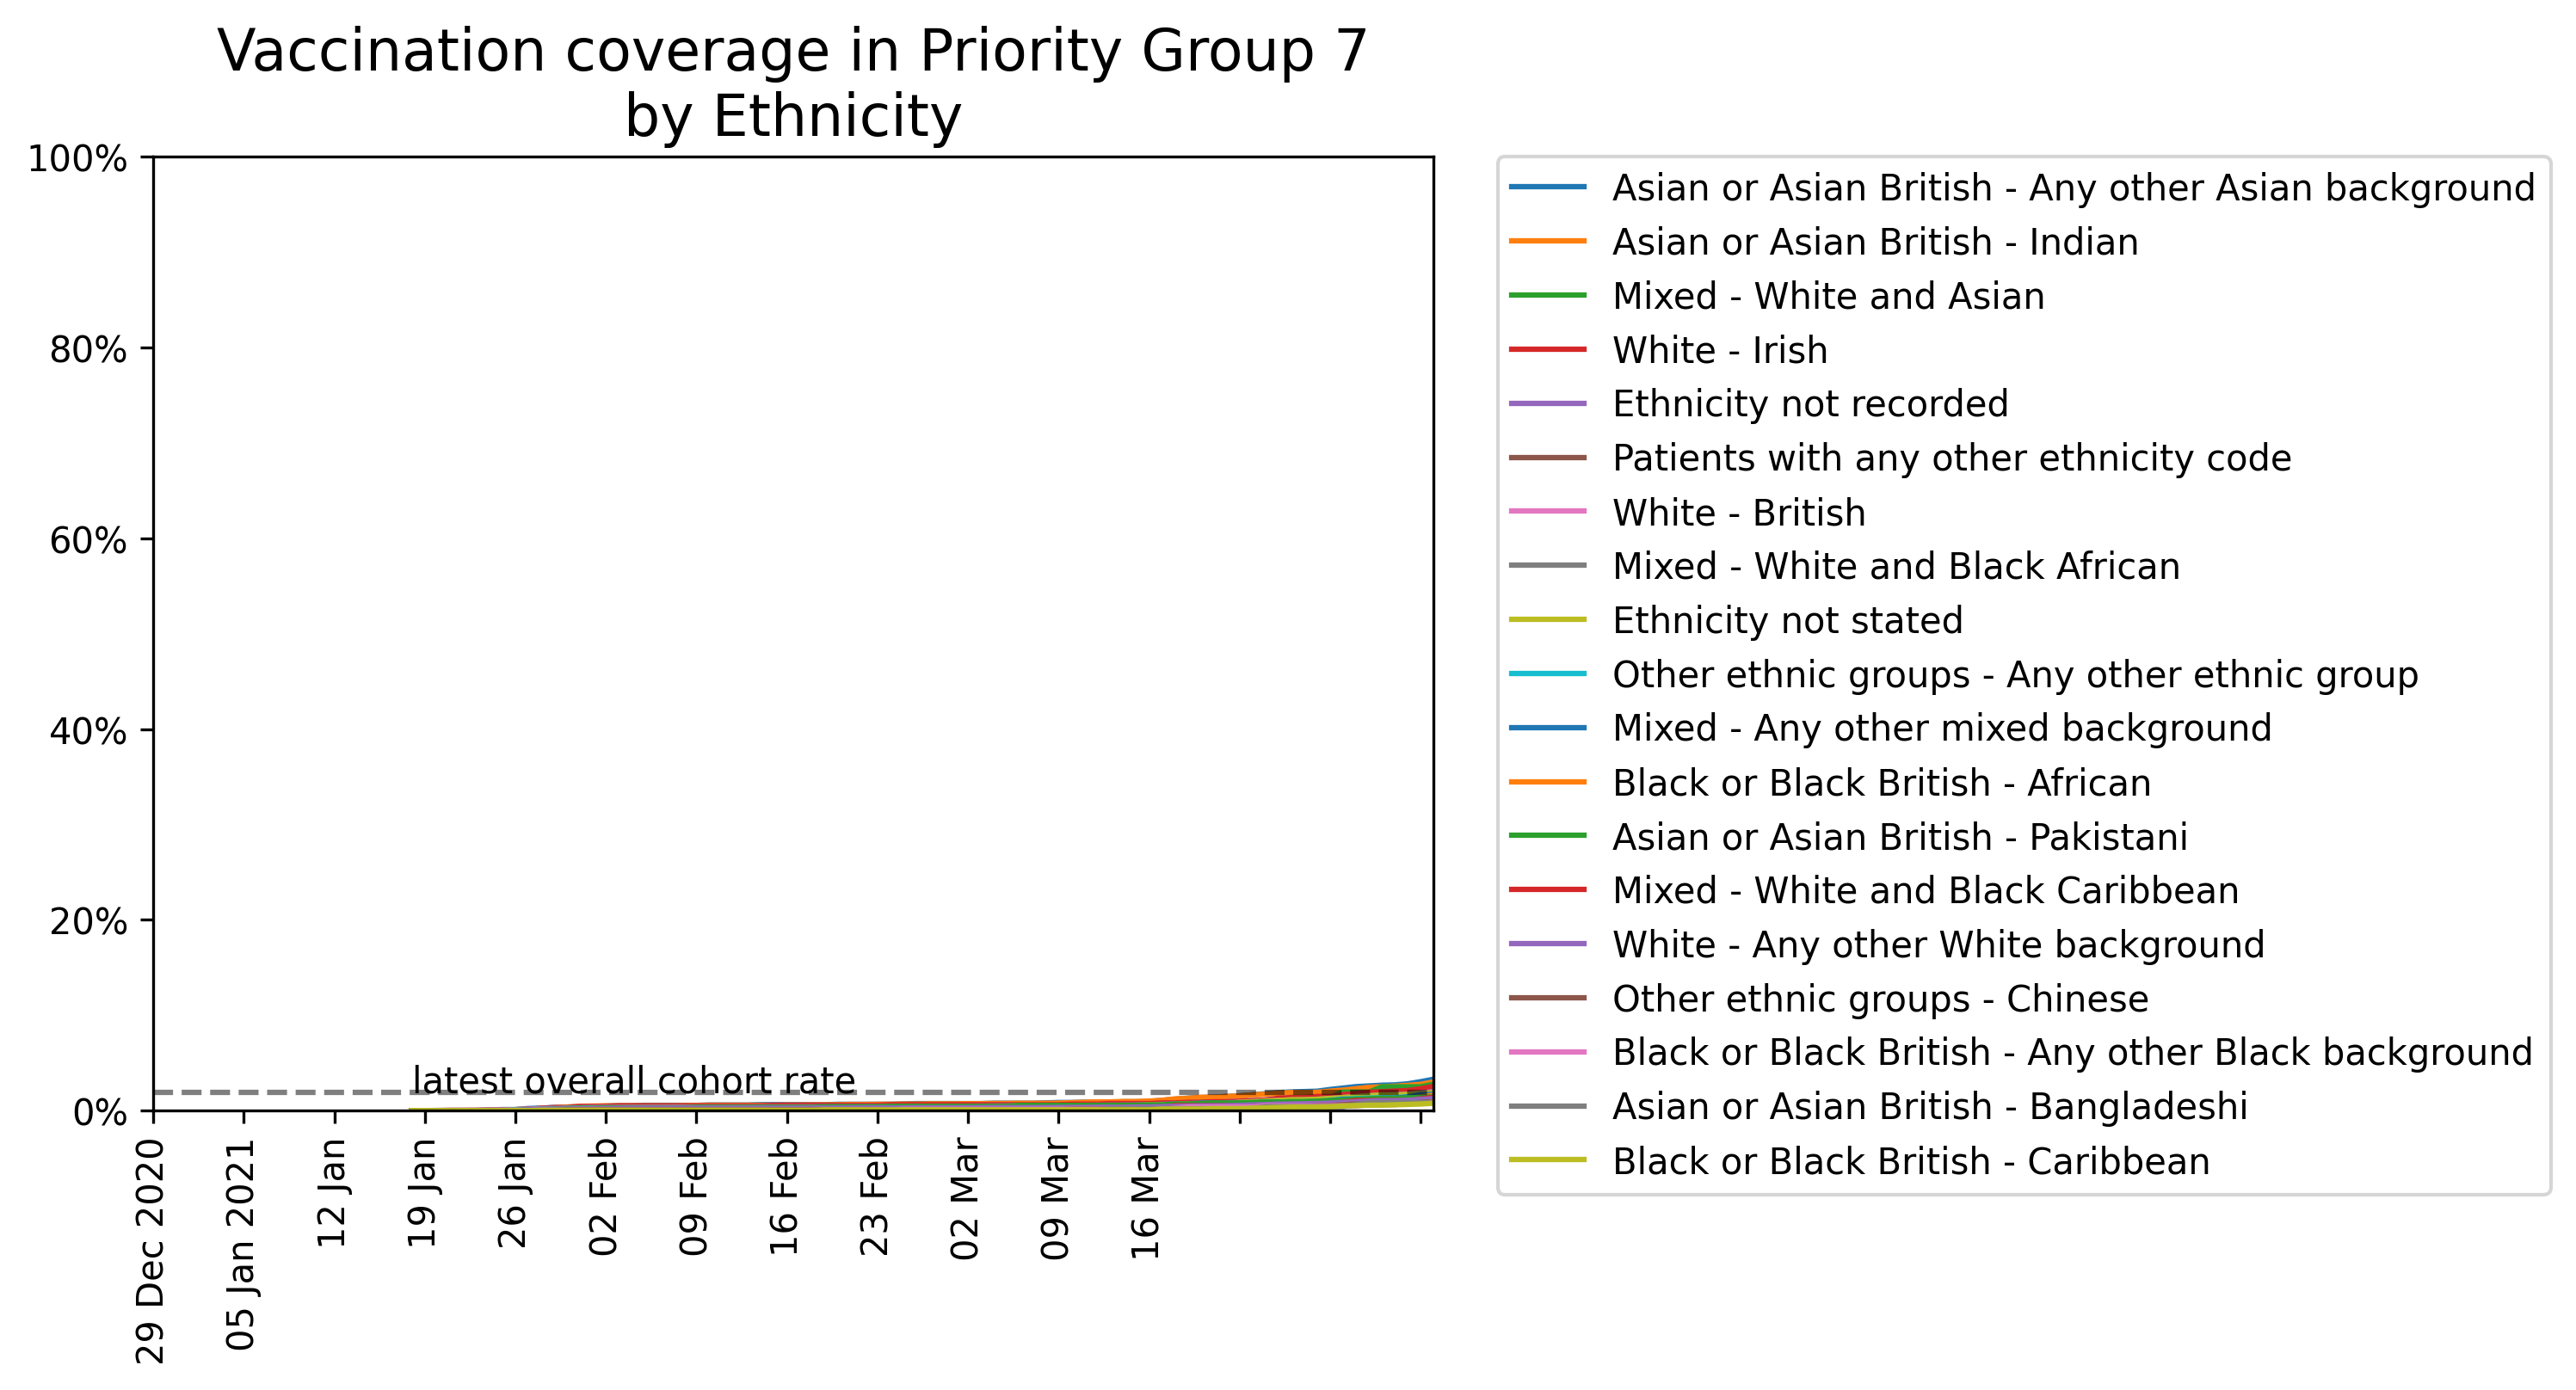 Vaccination coverage in Priority Group 7
by Ethnicity
100%
80%
60%
40%
20%
0%
latest overall cohort rate
29 Dec 2020
05 Jan 2021
12 Jan
19 Jan
26 Jan
02 Feb
09 Feb
16 Feb
23 Feb
02 Mar
09 Mar
16 Mar
Asian or Asian British - Any other Asian background
Asian or Asian British - Indian
Mixed - White and Asian
White - Irish
Ethnicity not recorded
Patients with any other ethnicity code
White - British
Mixed - White and Black African
Ethnicity not stated
Other ethnic groups - Any other ethnic group
Mixed - Any other mixed background
Black or Black British - African
Asian or Asian British - Pakistani
Mixed - White and Black Caribbean
White - Any other White background
Other ethnic groups - Chinese
Black or Black British - Any other Black background
Asian or Asian British - Bangladeshi
Black or Black British - Caribbean